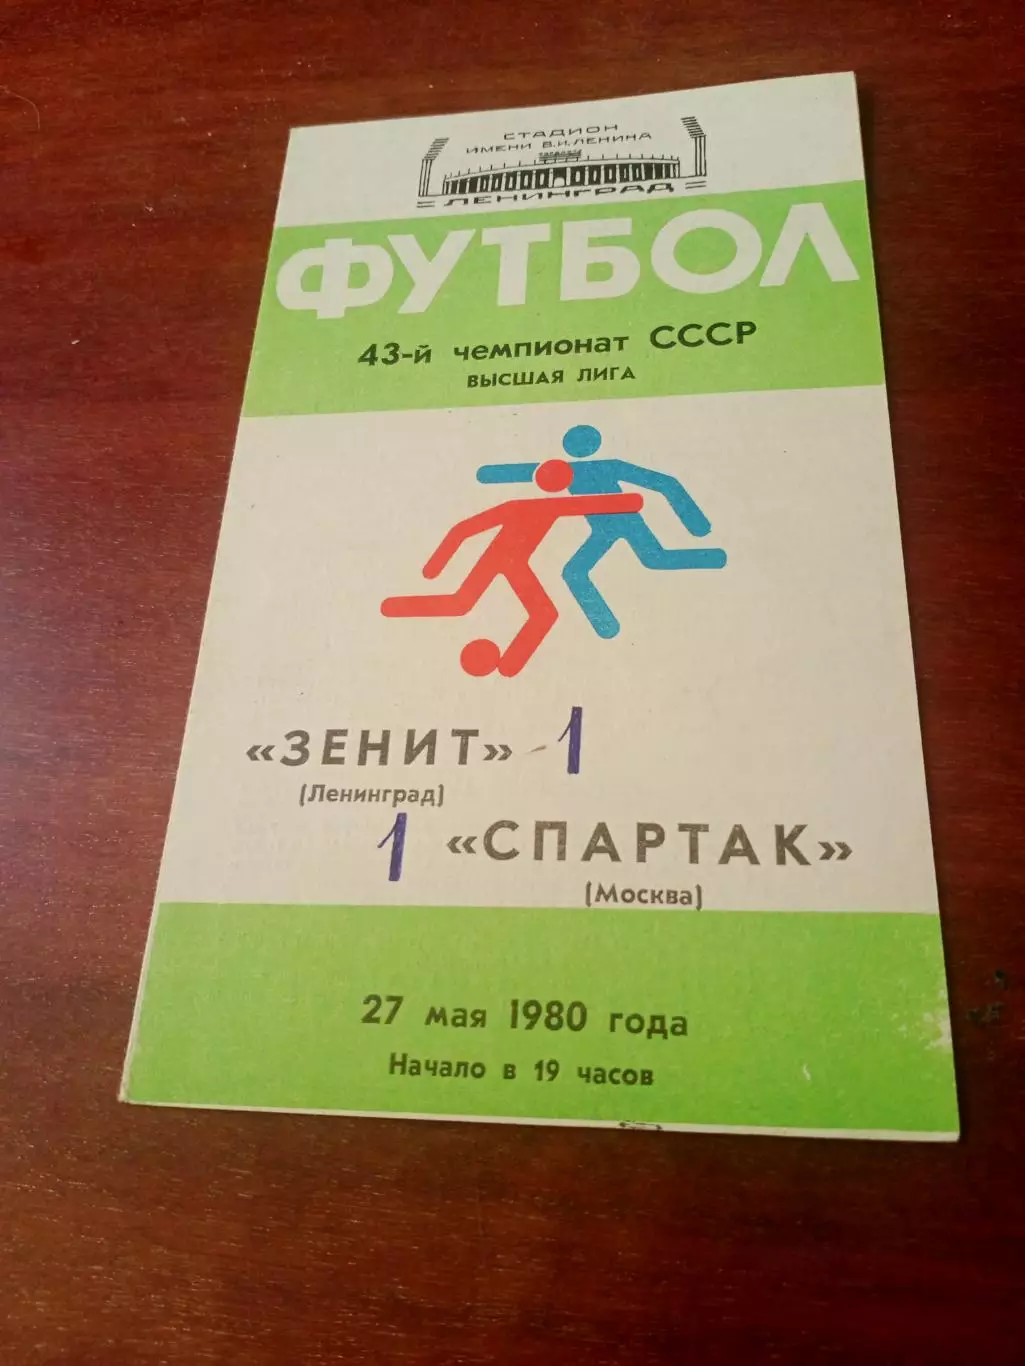 СТАДИОН
ИМЕНИ В.И.ЛЕНИНА
ЛЕНИНГРАД
ФУТБОЛ
43-й чемпионат СССР
ВЫСШАЯ ЛИГА
«ЗЕНИТ» - 1
(Ленинград)
1 «СПАРТАК»
(Москва)
27 мая 1980 года
Начало в 19 часов